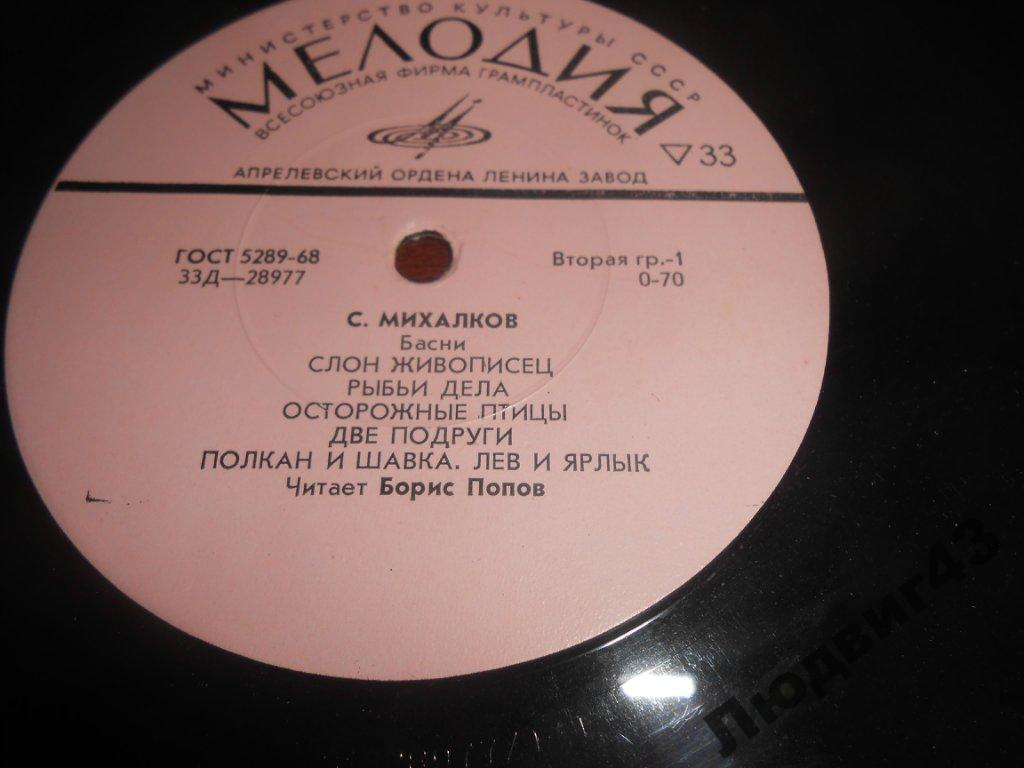 МИНИСТЕРСТВО КУЛЬТУРЫ СССР
МЕЛОДИЯ
ВСЕСОЮЗНАЯ ФИРМА ГРАМПЛАСТИНОК
33
АПРЕЛЕВСКИЙ ОРДЕНА ЛЕНИНА ЗАВОД
ГОСТ 5289-68 Вторая гр.-1
33Д—28977 0-70
С. МИХАЛКОВ
Басни
СЛОН ЖИВОПИСЕЦ
РЫБЬИ ДЕЛА
ОСТОРОЖНЫЕ ПТИЦЫ
ДВЕ ПОДРУГИ
ПОЛКАН И ШАВКА. ЛЕВ И ЯРЛЫК
Читает Борис Попов
Людвиг43